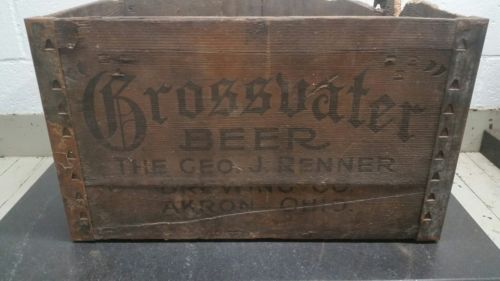 "Grossvater"
BEER
THE GEO. J. RENNER
BREWING CO.
AKRON, OHIO.